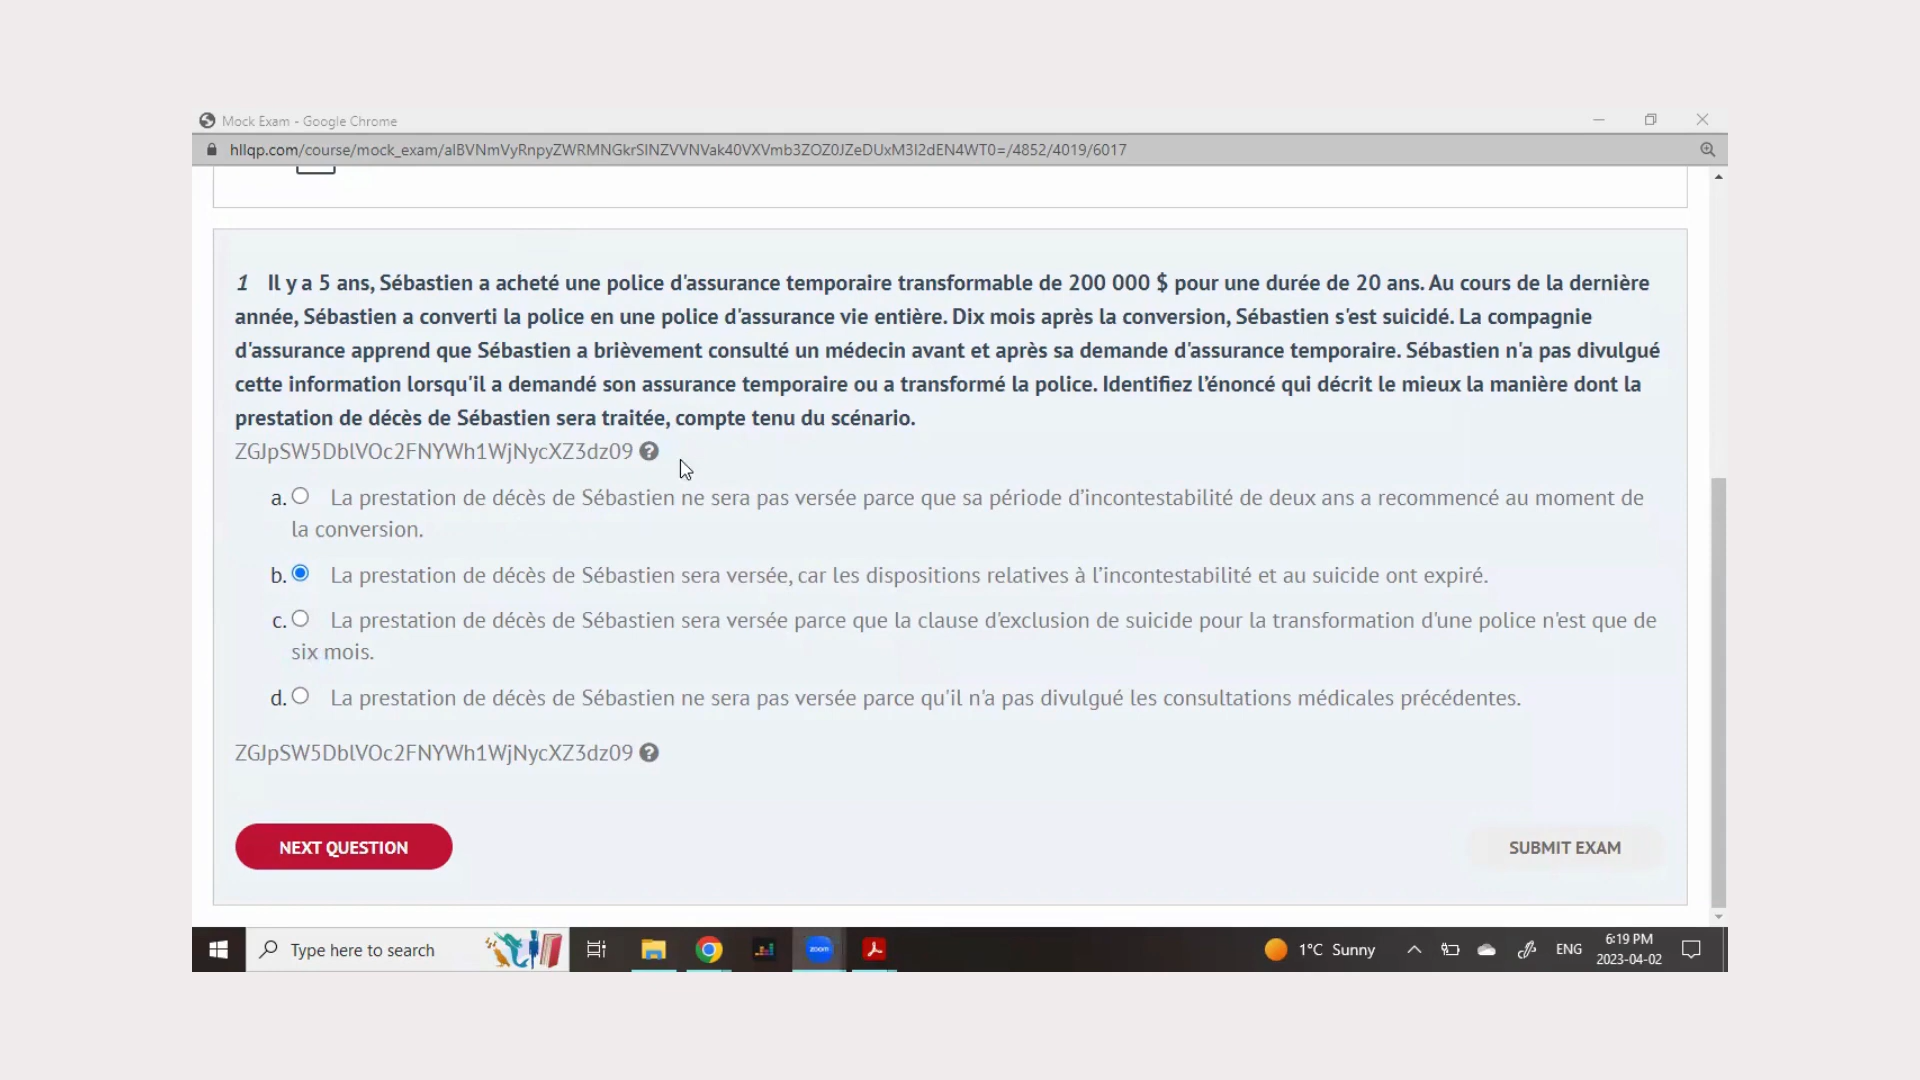 Mock Exam - Google Chrome
hllqp.com/course/mock_exam/alBVNmVyRnpyZWRMNGkrSlNZVVNVak40VXVmb3ZOZ0JZeDUxM3I2dEN4WT0=/4852/4019/6017
1 Il y a 5 ans, Sébastien a acheté une police d'assurance temporaire transformable de 200 000 $ pour une durée de 20 ans. Au cours de la dernière
année, Sébastien a converti la police en une police d'assurance vie entière. Dix mois après la conversion, Sébastien s'est suicidé. La compagnie
d'assurance apprend que Sébastien a brièvement consulté un médecin avant et après sa demande d'assurance temporaire. Sébastien n'a pas divulgué
cette information lorsqu'il a demandé son assurance temporaire ou a transformé la police. Identifiez l’énoncé qui décrit le mieux la manière dont la
prestation de décès de Sébastien sera traitée, compte tenu du scénario.
ZGJpSW5DblVOc2FNYWh1WjNycXZ3dz09
a. La prestation de décès de Sébastien ne sera pas versée parce que sa période d’incontestabilité de deux ans a recommencé au moment de
la conversion.
b. La prestation de décès de Sébastien sera versée, car les dispositions relatives à l’incontestabilité et au suicide ont expiré.
c. La prestation de décès de Sébastien sera versée parce que la clause d'exclusion de suicide pour la transformation d'une police n'est que de
six mois.
d. La prestation de décès de Sébastien ne sera pas versée parce qu'il n'a pas divulgué les consultations médicales précédentes.
ZGJpSW5DblVOc2FNYWh1WjNycXZ3dz09
NEXT QUESTION
SUBMIT EXAM
Type here to search
zoom
1°C Sunny
ENG
6:19 PM
2023-04-02